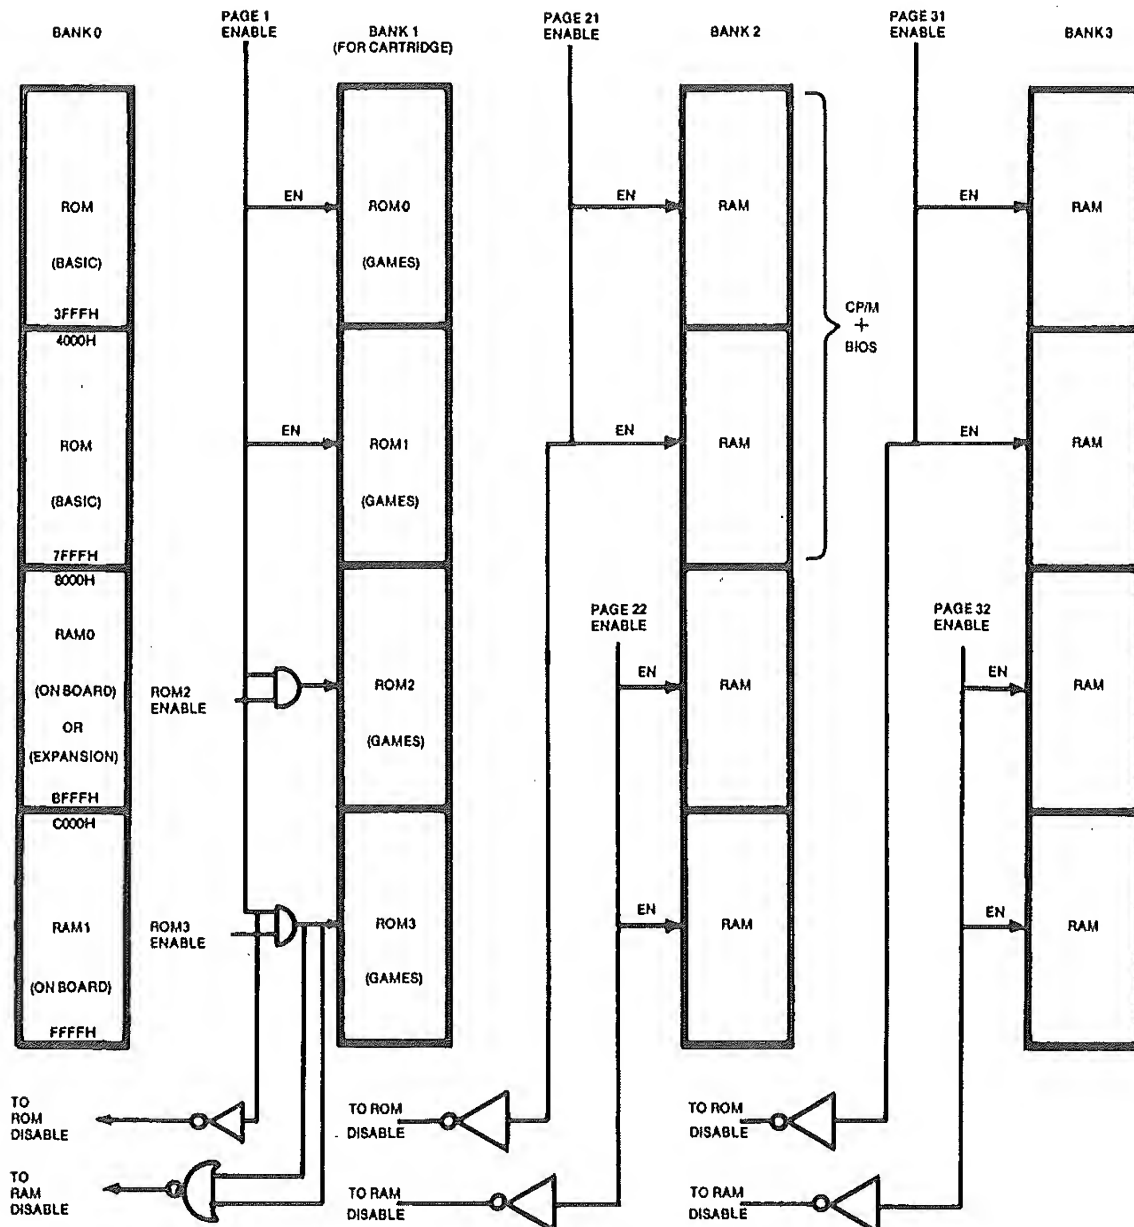 BANK 0
PAGE 1
ENABLE
BANK 1
(FOR CARTRIDGE)
PAGE 21
ENABLE
BANK 2
PAGE 31
ENABLE
BANK 3
ROM
(BASIC)
3FFFH
4000H
ROM
(BASIC)
7FFFH
8000H
RAM0
(ON BOARD)
OR
(EXPANSION)
BFFFH
C000H
RAM1
(ON BOARD)
FFFFH
EN
EN
ROM2
ENABLE
ROM3
ENABLE
ROM0
(GAMES)
ROM1
(GAMES)
ROM2
(GAMES)
ROM3
(GAMES)
EN
EN
PAGE 22
ENABLE
EN
EN
RAM
RAM
RAM
RAM
CP/M
+
BIOS
EN
EN
PAGE 32
ENABLE
EN
EN
RAM
RAM
RAM
RAM
TO
ROM
DISABLE
TO ROM
DISABLE
TO ROM
DISABLE
TO
RAM
DISABLE
TO RAM
DISABLE
TO RAM
DISABLE